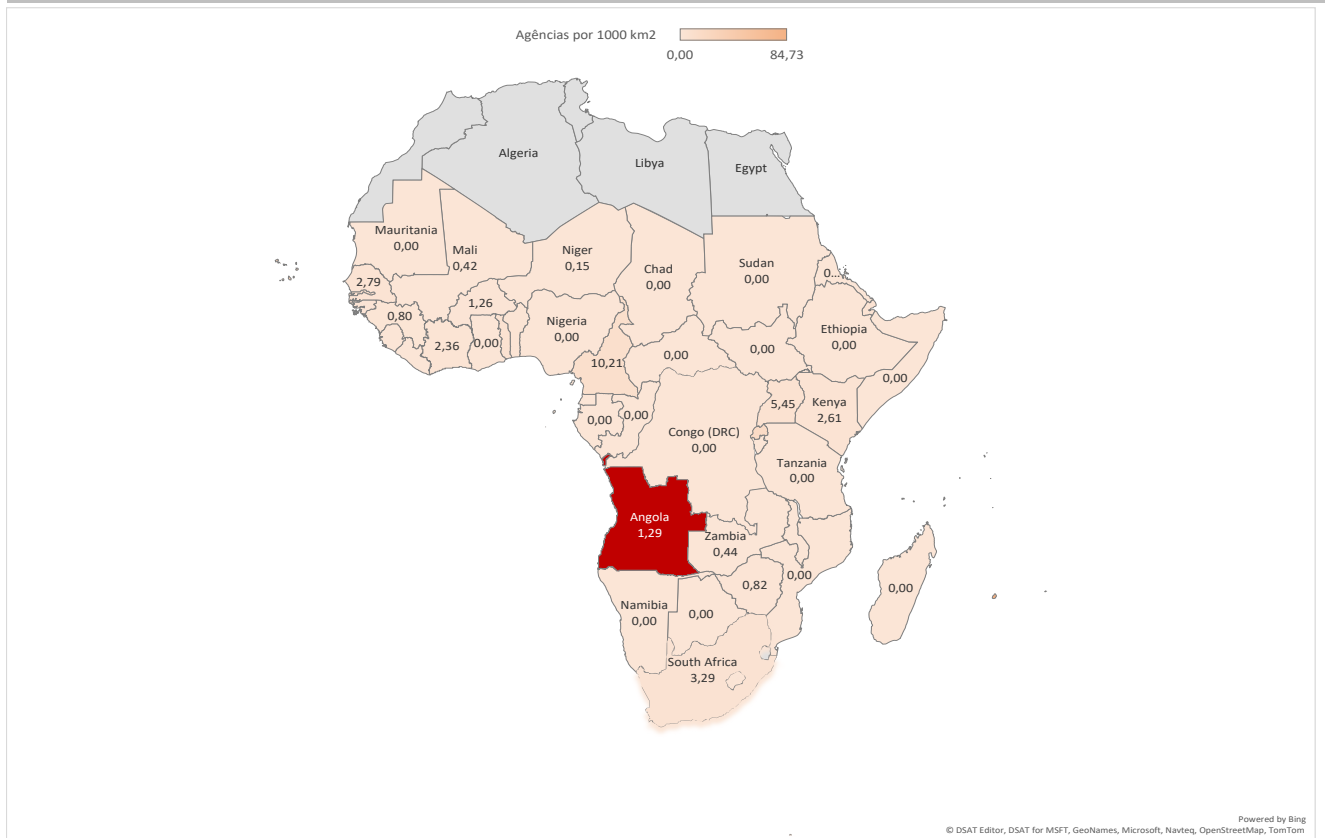 Agências por 1000 km2
0,00 84,73
Algeria
Libya
Egypt
Mauritania
0,00
Mali
0,42
Niger
0,15
Chad
0,00
Sudan
0,00
0...
2,79
1,26
0,80
Nigeria
0,00
Ethiopia
0,00
2,36
0,00
10,21
0,00
0,00
0,00
5,45
Kenya
2,61
0,00
0,00
Congo (DRC)
0,00
Tanzania
0,00
Angola
1,29
Zambia
0,44
0,82
0,00
0,00
Namibia
0,00
0,00
South Africa
3,29
Powered by Bing
© DSAT Editor, DSAT for MSFT, GeoNames, Microsoft, Navteq, OpenStreetMap, TomTom